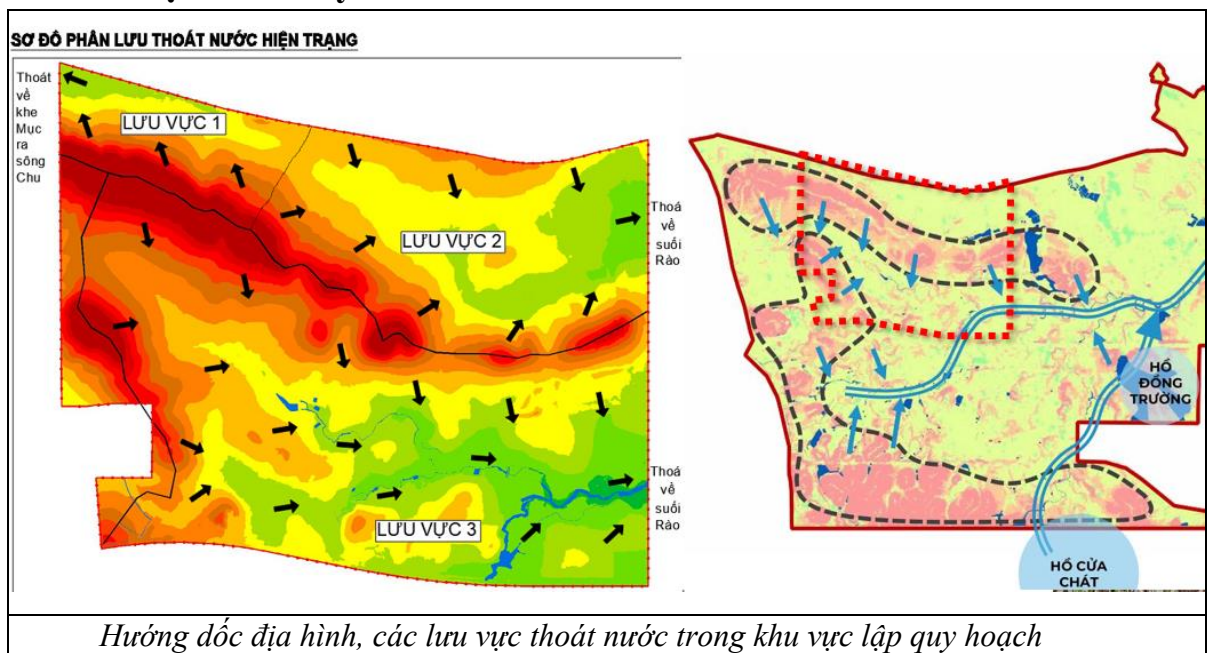 SƠ ĐỒ PHÂN LƯU THOÁT NƯỚC HIỆN TRẠNG
Thoát
về
khe
Mục
ra
sông
Chu
LƯU VỰC 1
LƯU VỰC 2
Thoá
về
suối
Rào
LƯU VỰC 3
Thoá
về
suối
Rào
HỒ
ĐỒNG
TRƯỜNG
HỒ CỬA
CHÁT
Hướng dốc địa hình, các lưu vực thoát nước trong khu vực lập quy hoạch